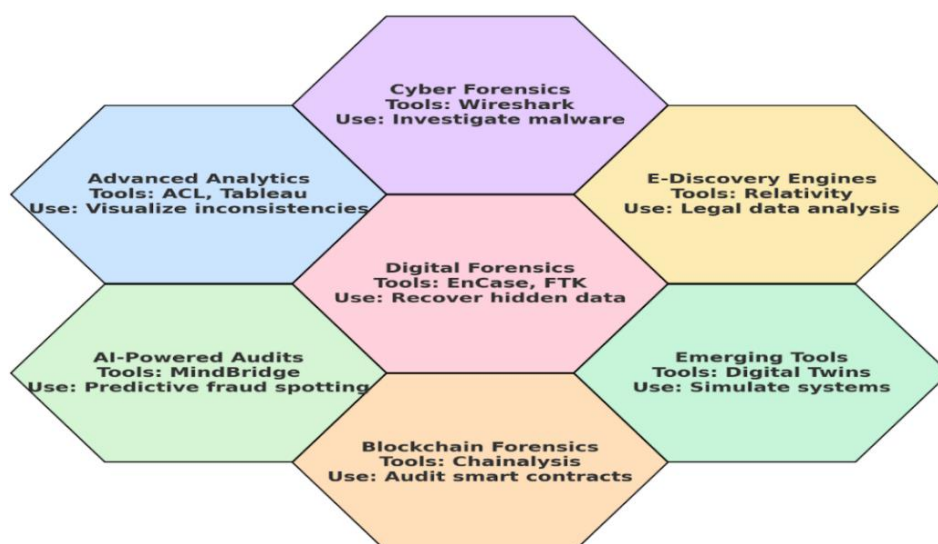 Cyber Forensics
Tools: Wireshark
Use: Investigate malware
Advanced Analytics
Tools: ACL, Tableau
Use: Visualize inconsistencies
E-Discovery Engines
Tools: Relativity
Use: Legal data analysis
Digital Forensics
Tools: EnCase, FTK
Use: Recover hidden data
AI-Powered Audits
Tools: MindBridge
Use: Predictive fraud spotting
Emerging Tools
Tools: Digital Twins
Use: Simulate systems
Blockchain Forensics
Tools: Chainalysis
Use: Audit smart contracts